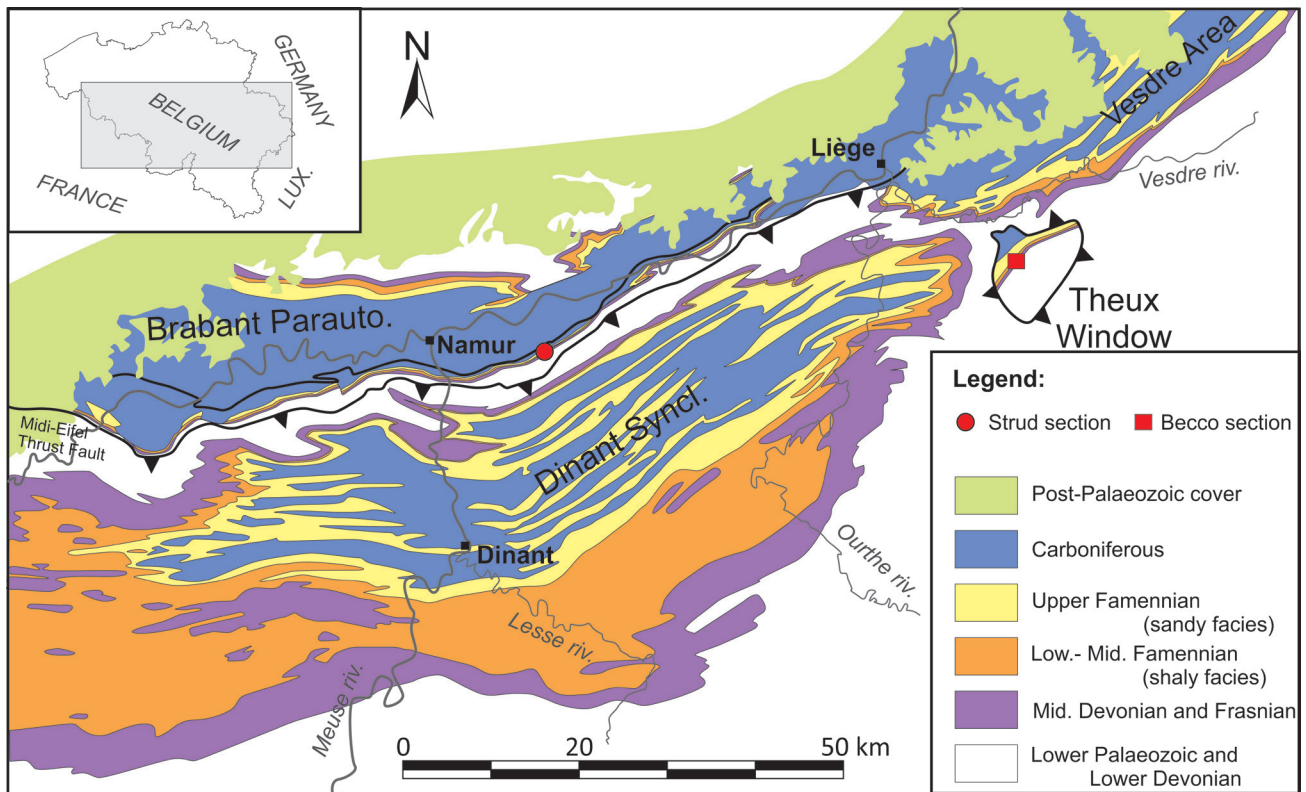 GERMANY
BELGIUM
FRANCE
LUX.
N
Vesdre Area
Liège
Vesdre riv.
Theux
Window
Brabant Parauto.
Namur
Midi-Eifel
Thrust Fault
Dinant Syncl.
Dinant
Ourthe riv.
Lesse riv.
Meuse riv.
0 20 50 km
Legend:
Strud section
Becco section
Post-Palaeozoic cover
Carboniferous
Upper Famennian
(sandy facies)
Low.- Mid. Famennian
(shaly facies)
Mid. Devonian and Frasnian
Lower Palaeozoic and
Lower Devonian